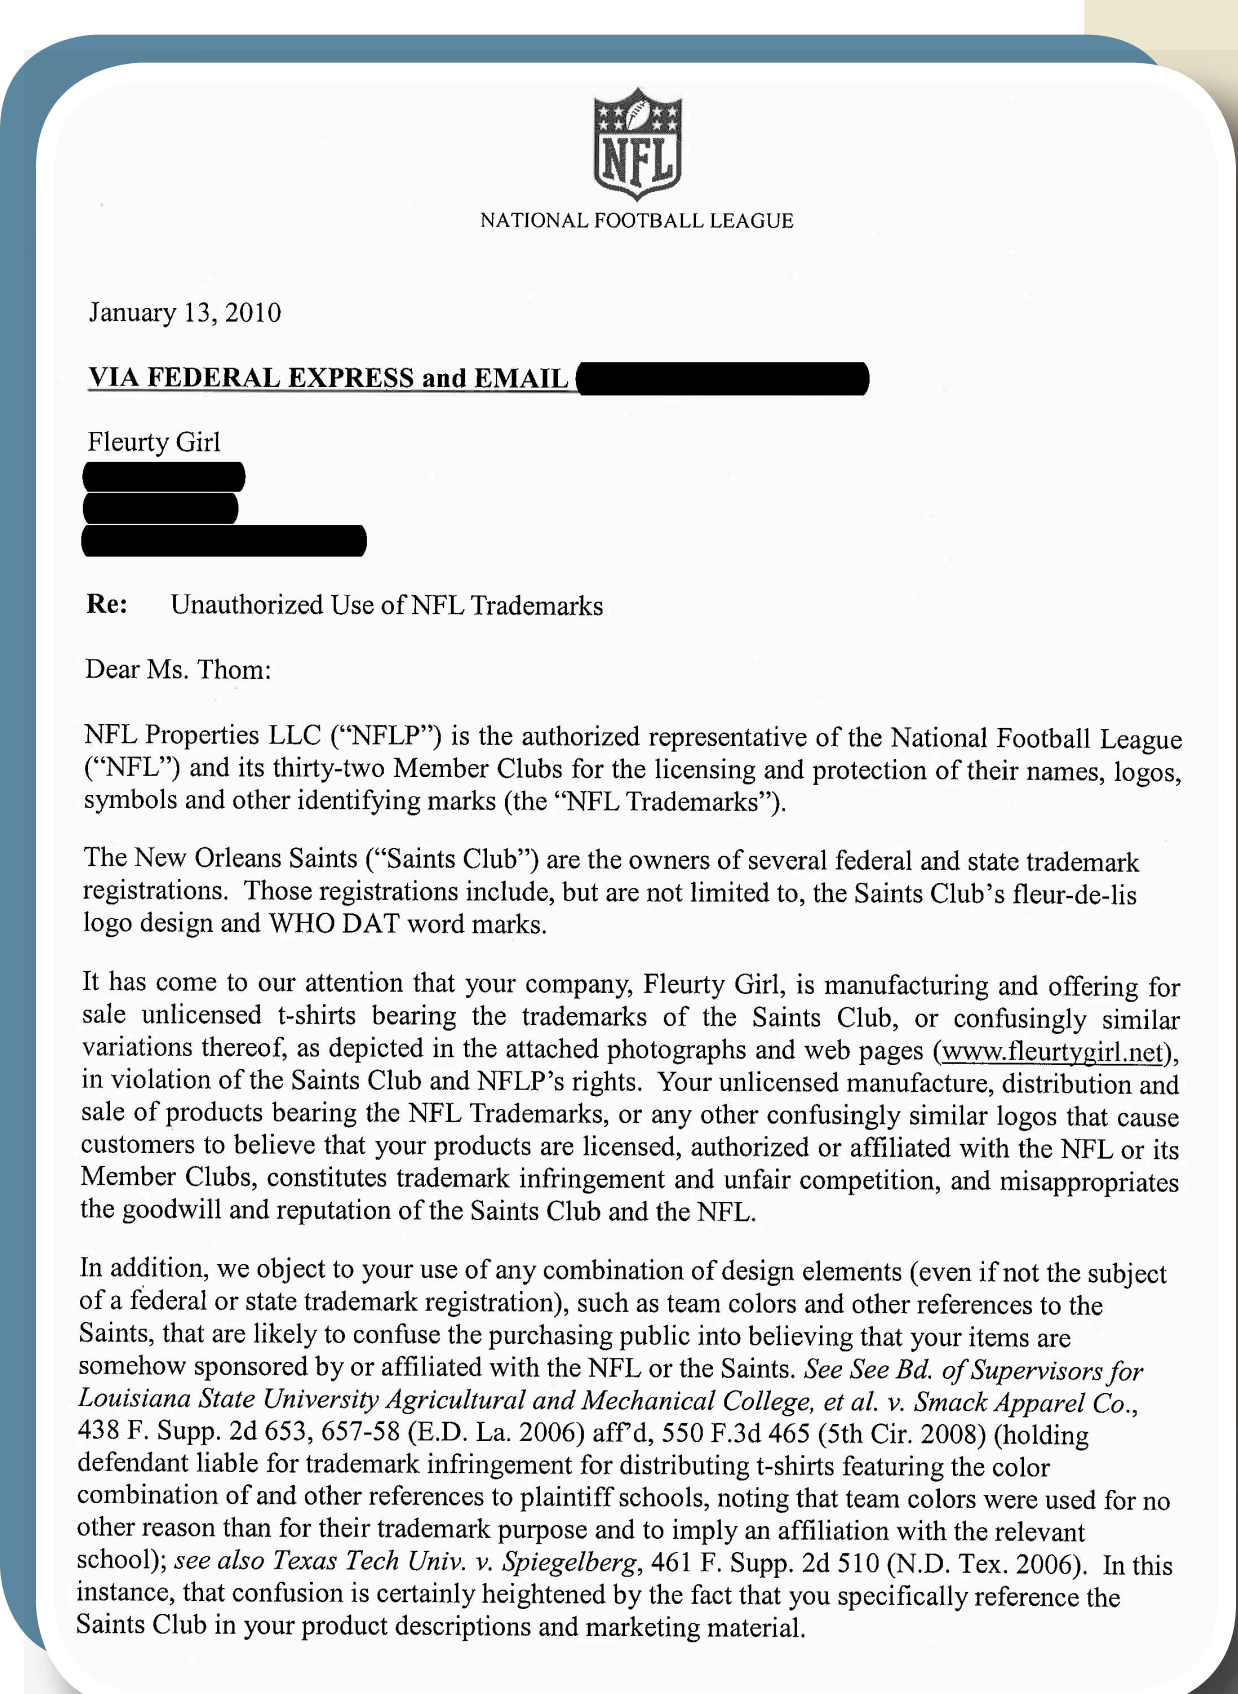 NFL
NATIONAL FOOTBALL LEAGUE
January 13, 2010
VIA FEDERAL EXPRESS and EMAIL
Fleurty Girl
Re: Unauthorized Use of NFL Trademarks
Dear Ms. Thom:
NFL Properties LLC (“NFLP”) is the authorized representative of the National Football League
(“NFL”) and its thirty-two Member Clubs for the licensing and protection of their names, logos,
symbols and other identifying marks (the “NFL Trademarks”).
The New Orleans Saints (“Saints Club”) are the owners of several federal and state trademark
registrations. Those registrations include, but are not limited to, the Saints Club’s fleur-de-lis
logo design and WHO DAT word marks.
It has come to our attention that your company, Fleurty Girl, is manufacturing and offering for
sale unlicensed t-shirts bearing the trademarks of the Saints Club, or confusingly similar
variations thereof, as depicted in the attached photographs and web pages (www.fleurtygirl.net),
in violation of the Saints Club and NFLP’s rights. Your unlicensed manufacture, distribution and
sale of products bearing the NFL Trademarks, or any other confusingly similar logos that cause
customers to believe that your products are licensed, authorized or affiliated with the NFL or its
Member Clubs, constitutes trademark infringement and unfair competition, and misappropriates
the goodwill and reputation of the Saints Club and the NFL.
In addition, we object to your use of any combination of design elements (even if not the subject
of a federal or state trademark registration), such as team colors and other references to the
Saints, that are likely to confuse the purchasing public into believing that your items are
somehow sponsored by or affiliated with the NFL or the Saints. See See Bd. of Supervisors for
Louisiana State University Agricultural and Mechanical College, et al. v. Smack Apparel Co.,
438 F. Supp. 2d 653, 657-58 (E.D. La. 2006) aff’d, 550 F.3d 465 (5th Cir. 2008) (holding
defendant liable for trademark infringement for distributing t-shirts featuring the color
combination of and other references to plaintiff schools, noting that team colors were used for no
other reason than for their trademark purpose and to imply an affiliation with the relevant
school); see also Texas Tech Univ. v. Spiegelberg, 461 F. Supp. 2d 510 (N.D. Tex. 2006). In this
instance, that confusion is certainly heightened by the fact that you specifically reference the
Saints Club in your product descriptions and marketing material.